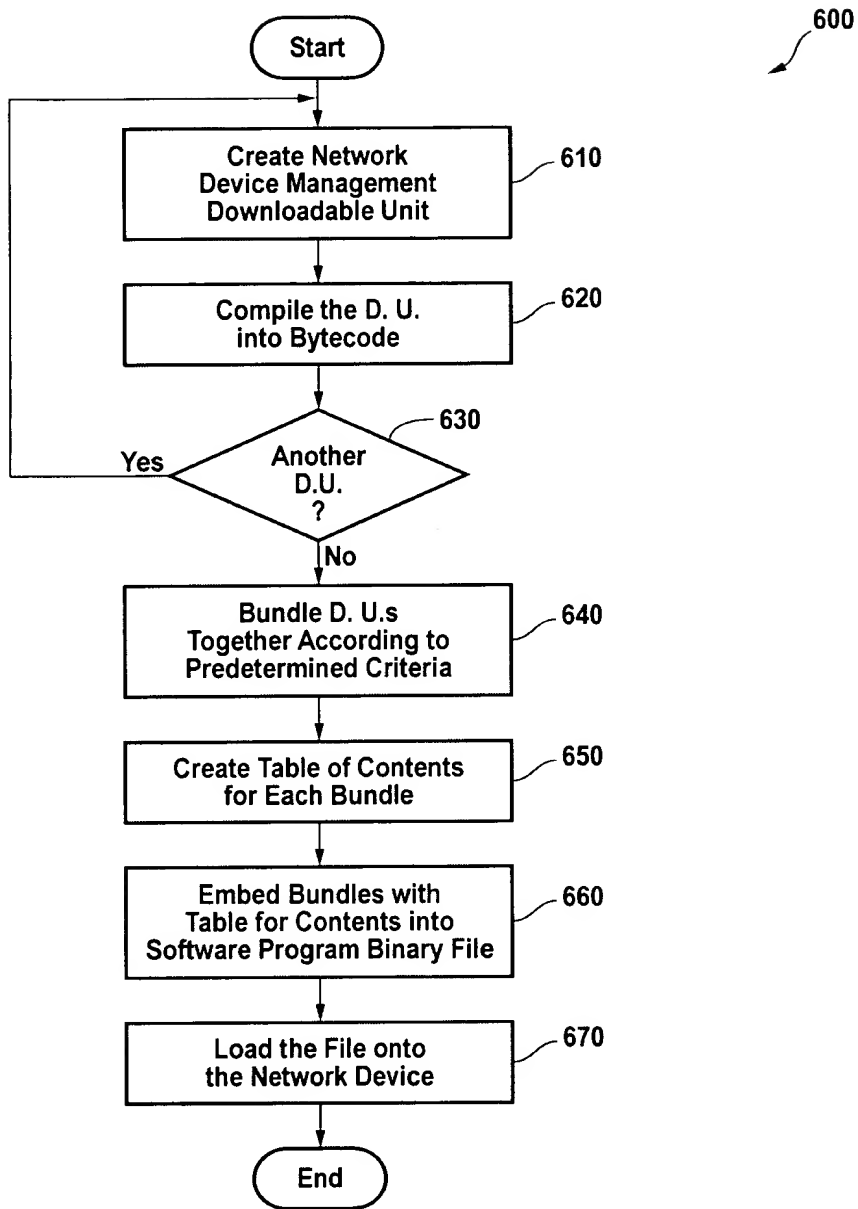 600
Start
Create Network
Device Management
Downloadable Unit
610
Compile the D. U.
into Bytecode
620
630
Another
D.U.
?
Yes
No
Bundle D. U.s
Together According to
Predetermined Criteria
640
Create Table of Contents
for Each Bundle
650
Embed Bundles with
Table for Contents into
Software Program Binary File
660
Load the File onto
the Network Device
670
End